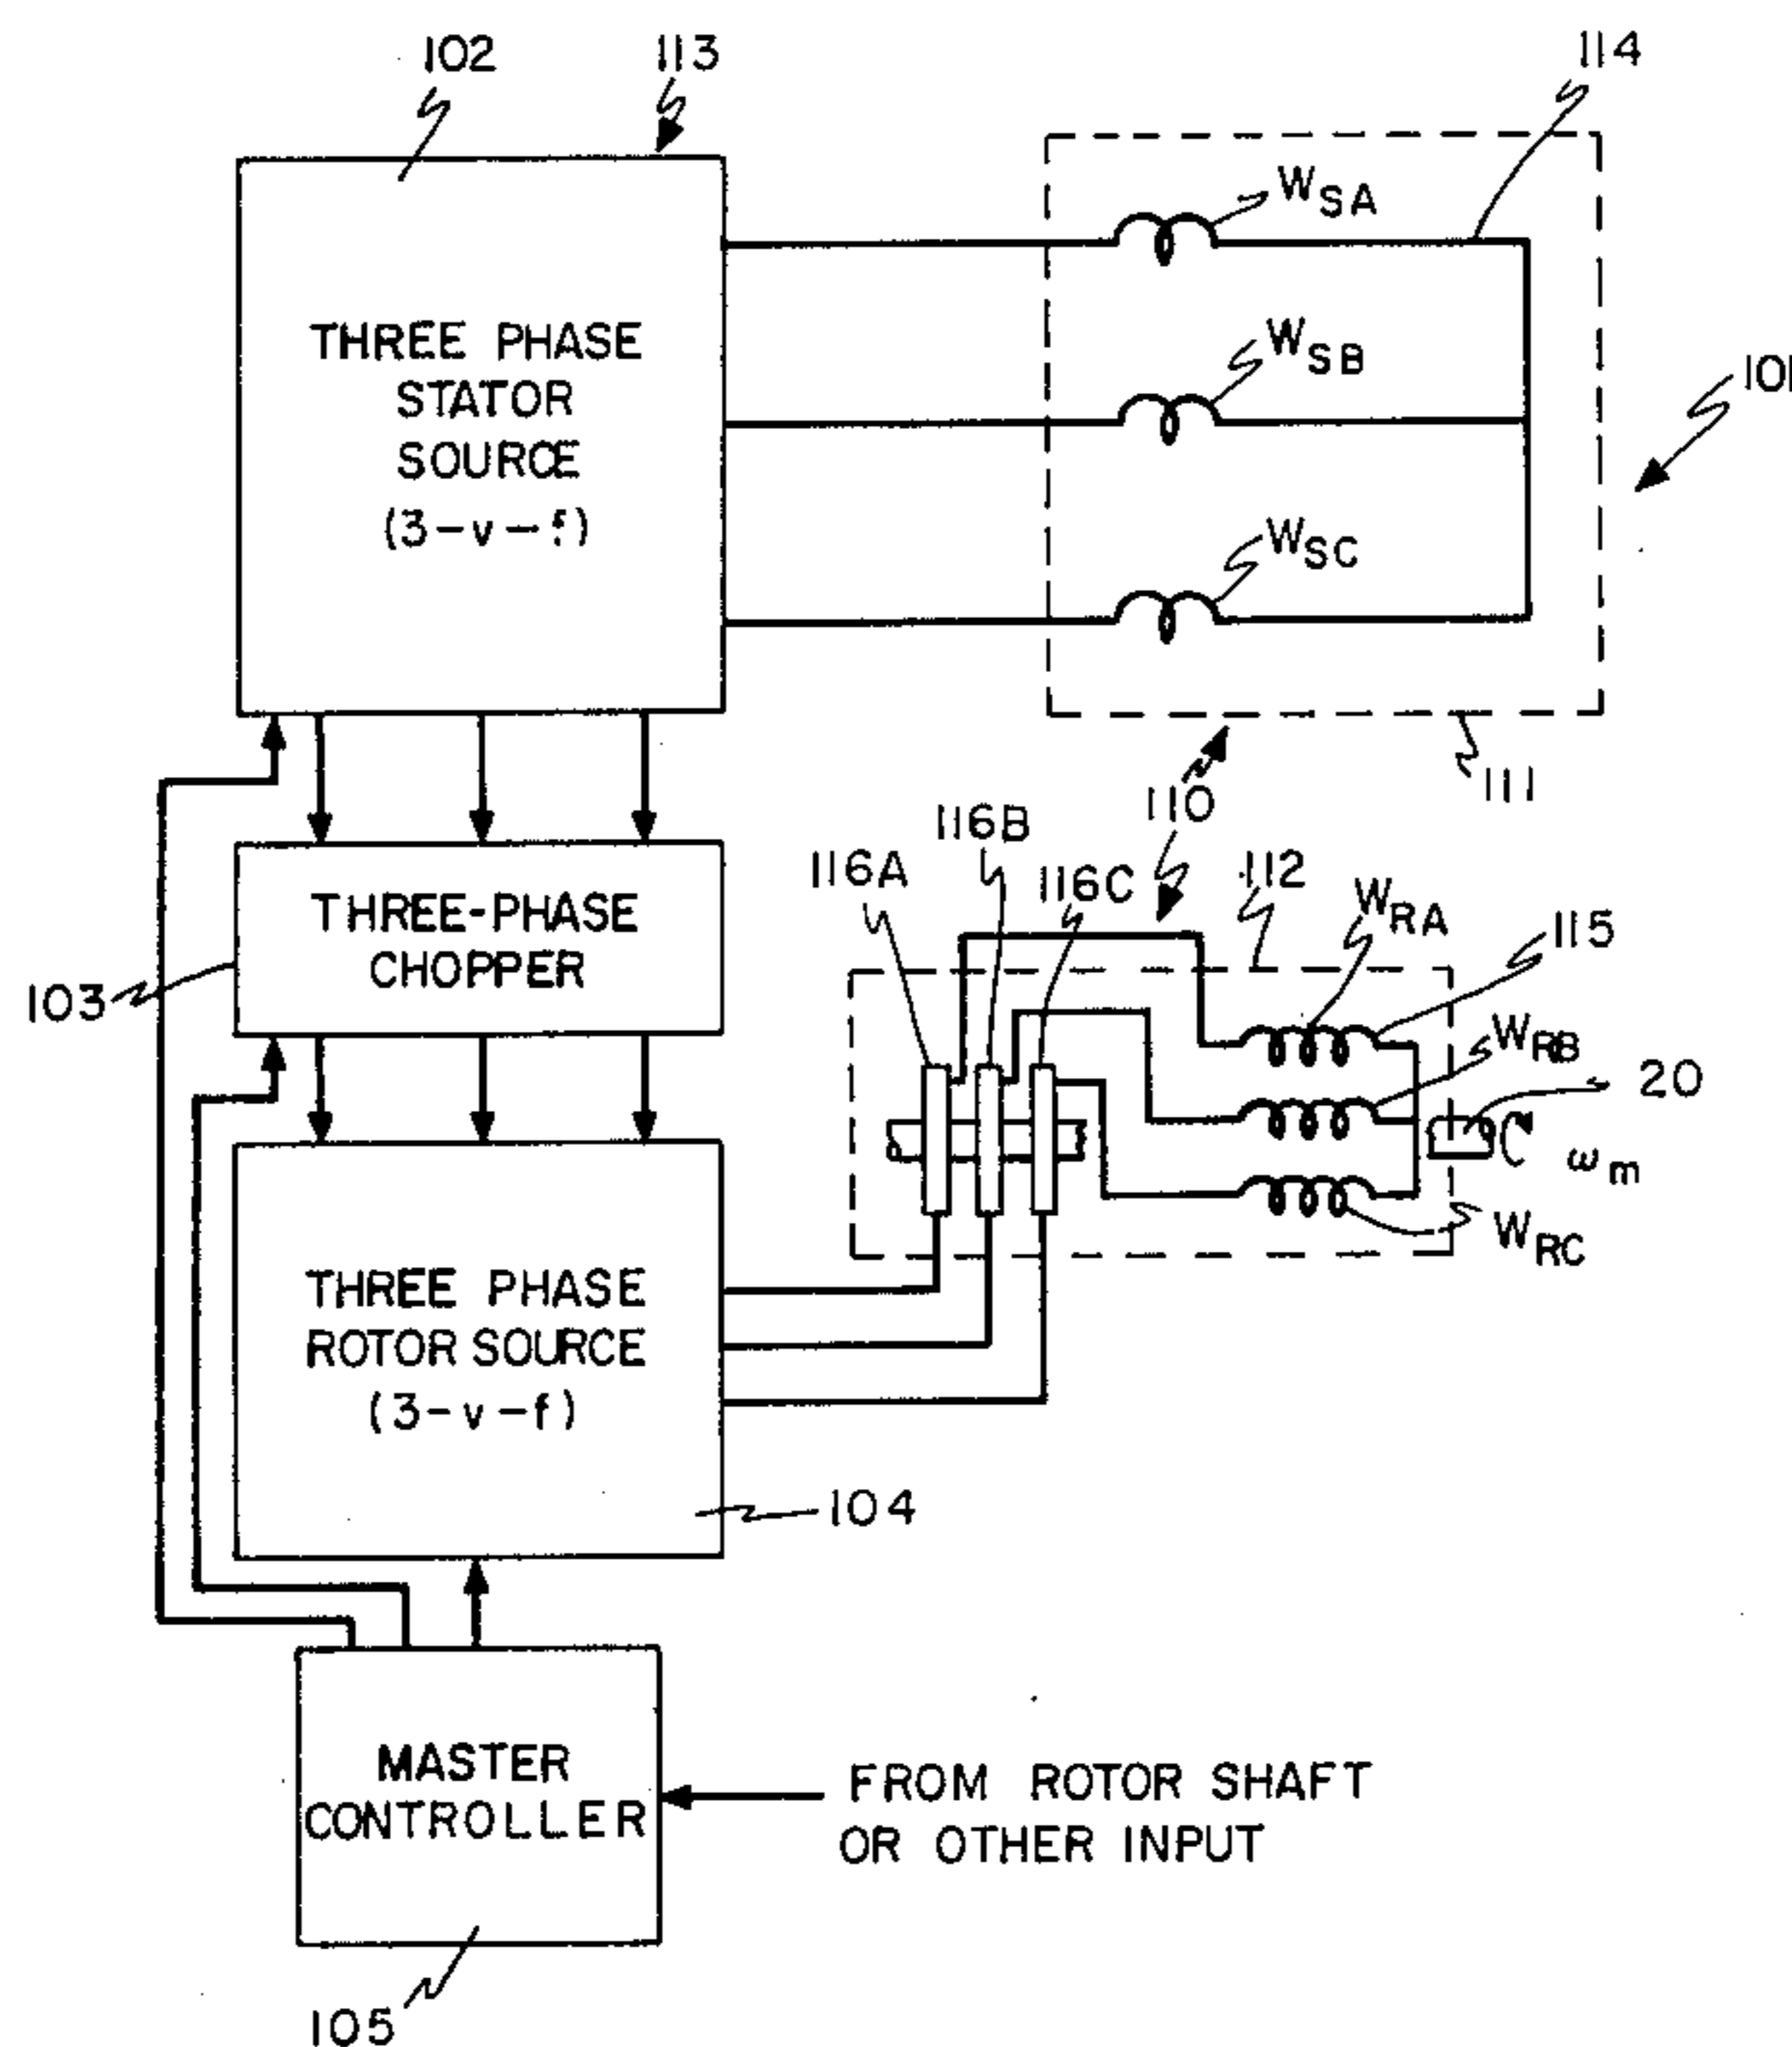 102
113
114
W_SA
THREE PHASE
STATOR
SOURCE
(3-v-f)
W_SB
101
W_SC
111
110
116B
116A
116C
112
W_RA
115
THREE-PHASE
CHOPPER
103
W_RB
20
ω_m
W_RC
THREE PHASE
ROTOR SOURCE
(3-v-f)
104
MASTER
CONTROLLER
FROM ROTOR SHAFT
OR OTHER INPUT
105